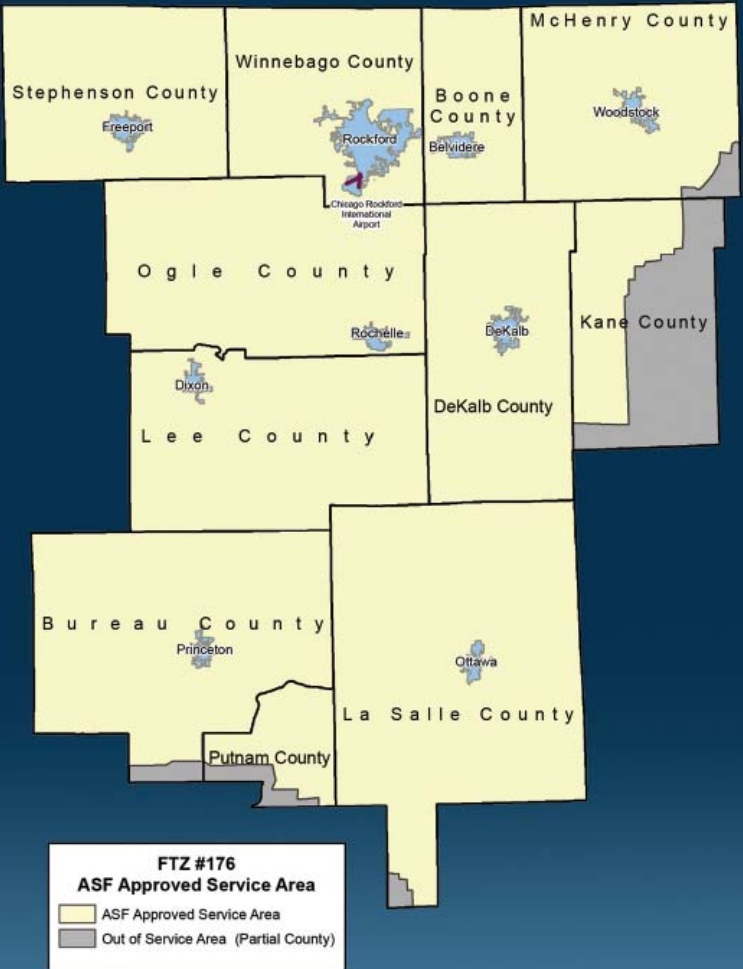 McHenry County
Winnebago County
Stephenson County
Boone
County
Freeport
Rockford
Belvidere
Woodstock
Chicago Rockford
International
Airport
Ogle County
Kane County
Rochelle
DeKalb
Dixon
DeKalb County
Lee County
Bureau County
Princeton
Ottawa
La Salle County
Putnam County
FTZ #176
ASF Approved Service Area
ASF Approved Service Area
Out of Service Area (Partial County)